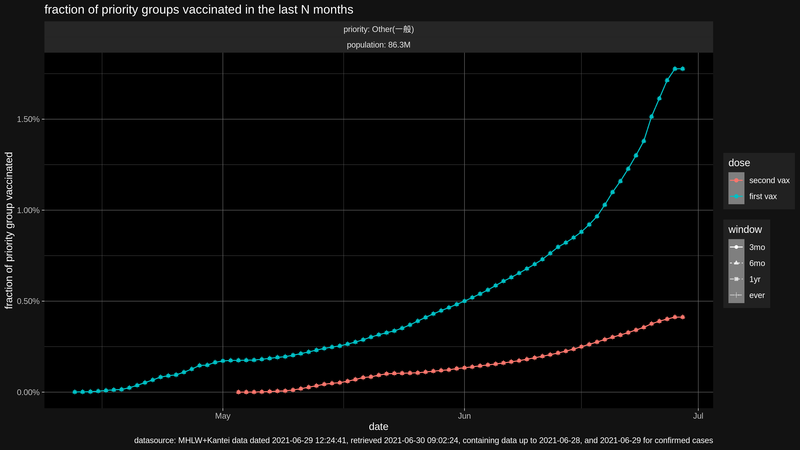 fraction of priority groups vaccinated in the last N months
priority: Other(一般)
population: 86.3M
fraction of priority group vaccinated
1.50%
1.00%
0.50%
0.00%
May
Jun
Jul
date
dose
second vax
first vax
window
3mo
6mo
1yr
ever
datasource: MHLW+Kantei data dated 2021-06-29 12:24:41, retrieved 2021-06-30 09:02:24, containing data up to 2021-06-28, and 2021-06-29 for confirmed cases